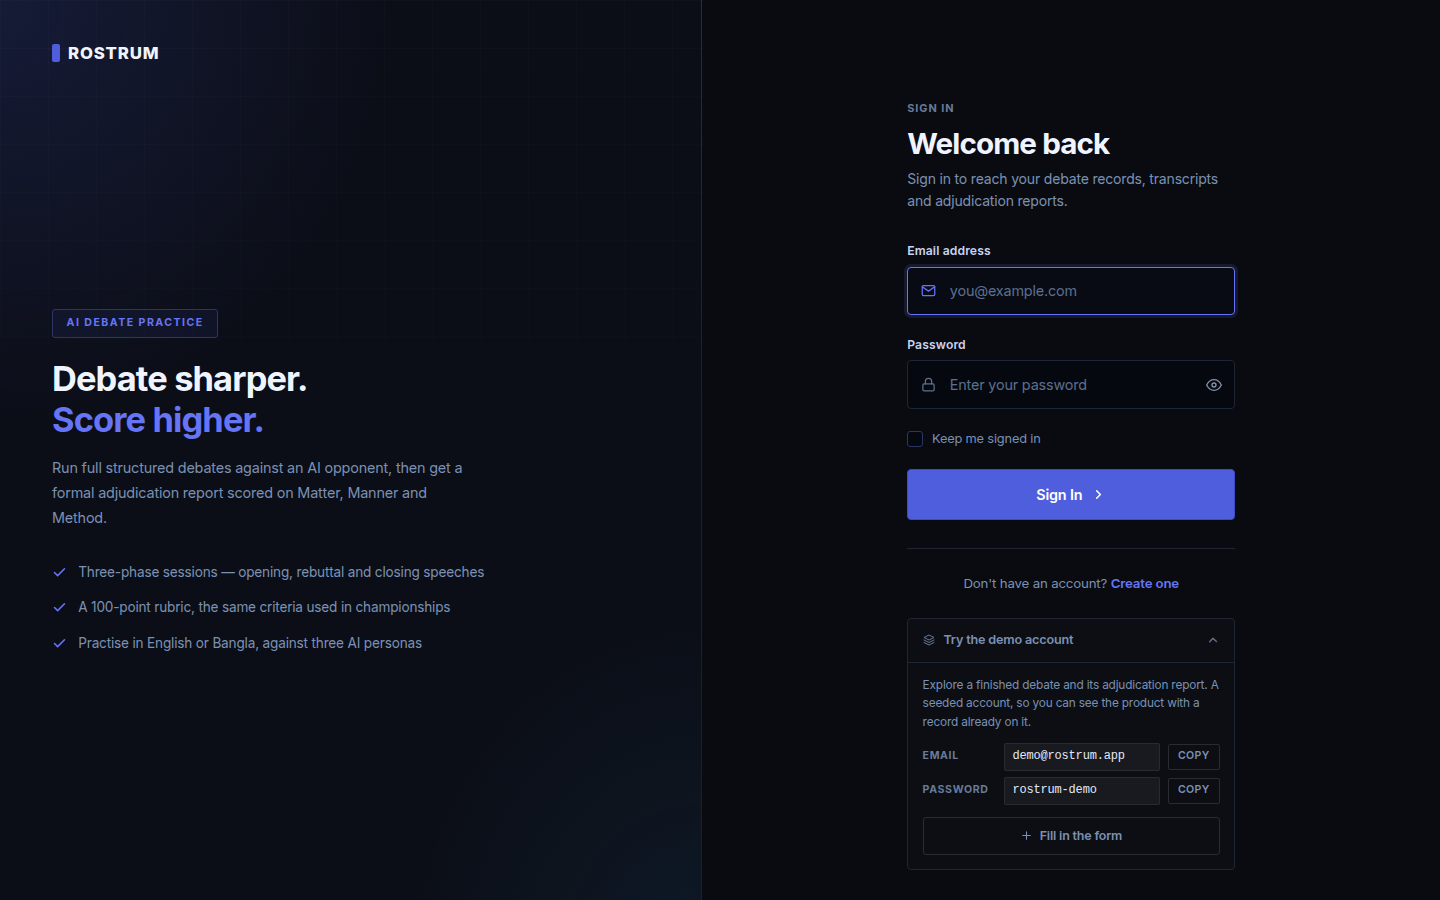 ROSTRUM
AI DEBATE PRACTICE
Debate sharper.
Score higher.
Run full structured debates against an AI opponent, then get a
formal adjudication report scored on Matter, Manner and
Method.
Three-phase sessions — opening, rebuttal and closing speeches
A 100-point rubric, the same criteria used in championships
Practise in English or Bangla, against three AI personas
SIGN IN
Welcome back
Sign in to reach your debate records, transcripts
and adjudication reports.
Email address
you@example.com
Password
Enter your password
Keep me signed in
Sign In
Don't have an account? Create one
Try the demo account
Explore a finished debate and its adjudication report. A
seeded account, so you can see the product with a
record already on it.
EMAIL demo@rostrum.app COPY
PASSWORD rostrum-demo COPY
Fill in the form